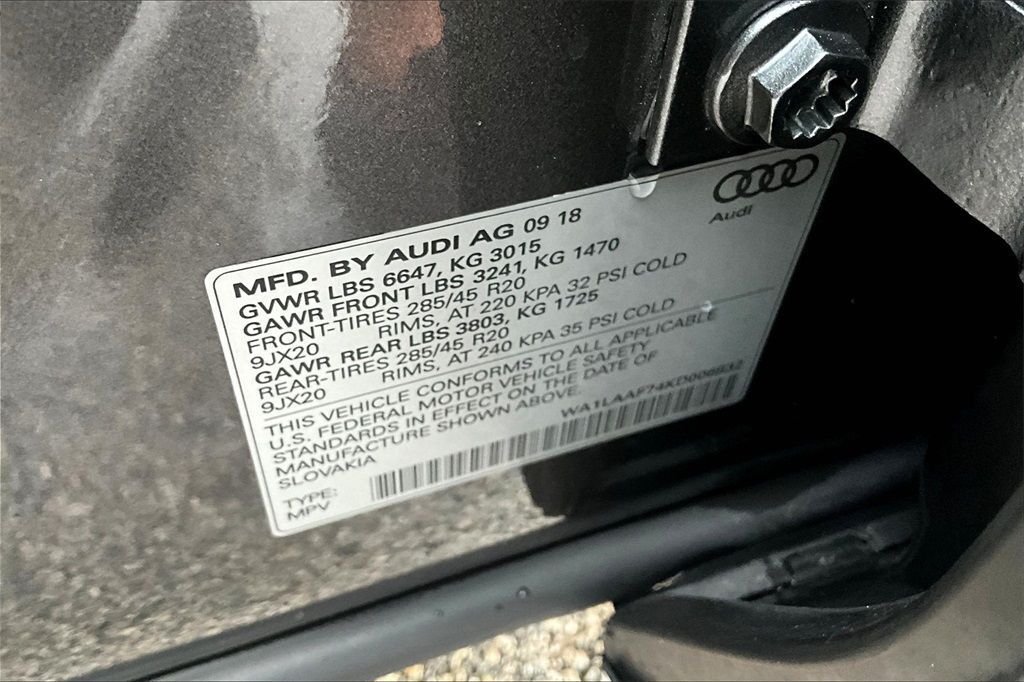 Audi
MFD. BY AUDI AG 09 18
GVWR LBS 6647, KG 3015
GAWR FRONT LBS 3241, KG 1470
FRONT-TIRES 285/45 R20
9JX20 RIMS, AT 220 KPA 32 PSI COLD
GAWR REAR LBS 3803, KG 1725
REAR-TIRES 285/45 R20
9JX20 RIMS, AT 240 KPA 35 PSI COLD
THIS VEHICLE CONFORMS TO ALL APPLICABLE
U.S. FEDERAL MOTOR VEHICLE SAFETY
STANDARDS IN EFFECT ON THE DATE OF
MANUFACTURE SHOWN ABOVE.
SLOVAKIA
TYPE:
MPV